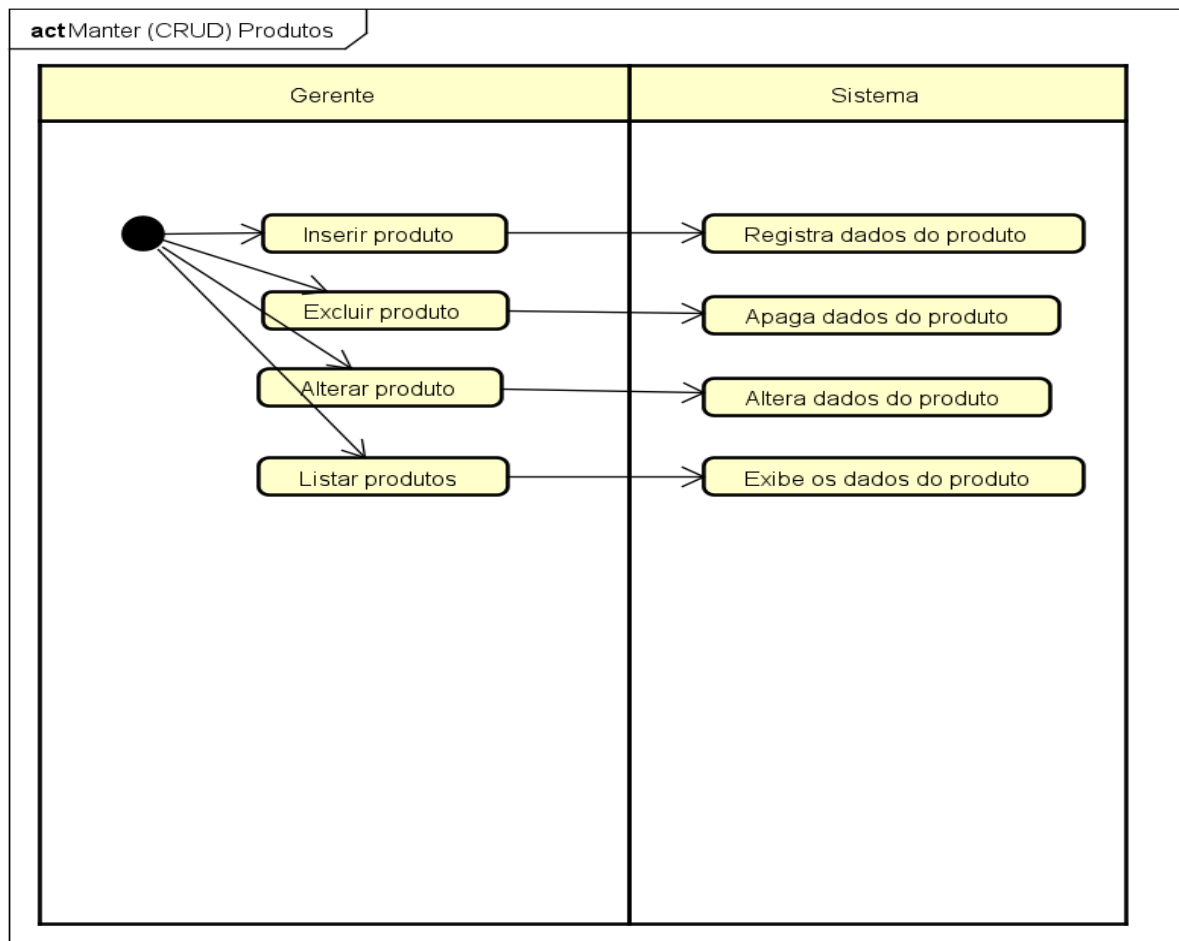 act Manter (CRUD) Produtos
Gerente
Sistema
Inserir produto
Registra dados do produto
Excluir produto
Apaga dados do produto
Alterar produto
Altera dados do produto
Listar produtos
Exibe os dados do produto